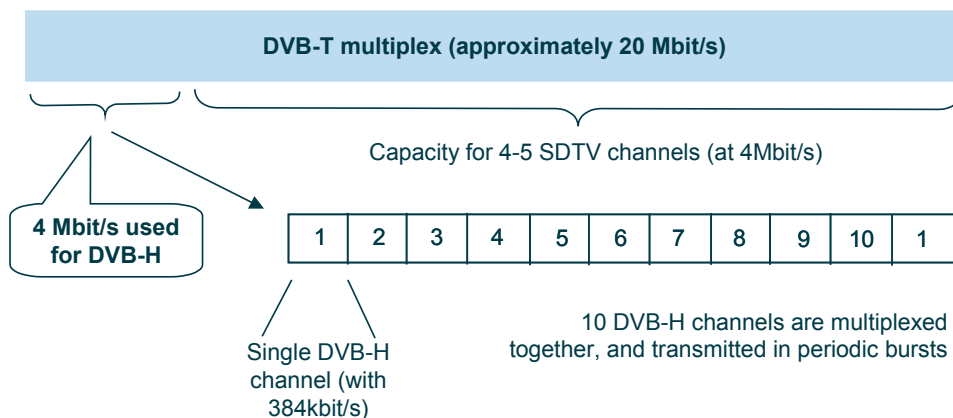 DVB-T multiplex (approximately 20 Mbit/s)
Capacity for 4-5 SDTV channels (at 4Mbit/s)
4 Mbit/s used
for DVB-H
1 2 3 4 5 6 7 8 9 10 1
Single DVB-H
channel (with
384kbit/s)
10 DVB-H channels are multiplexed
together, and transmitted in periodic bursts